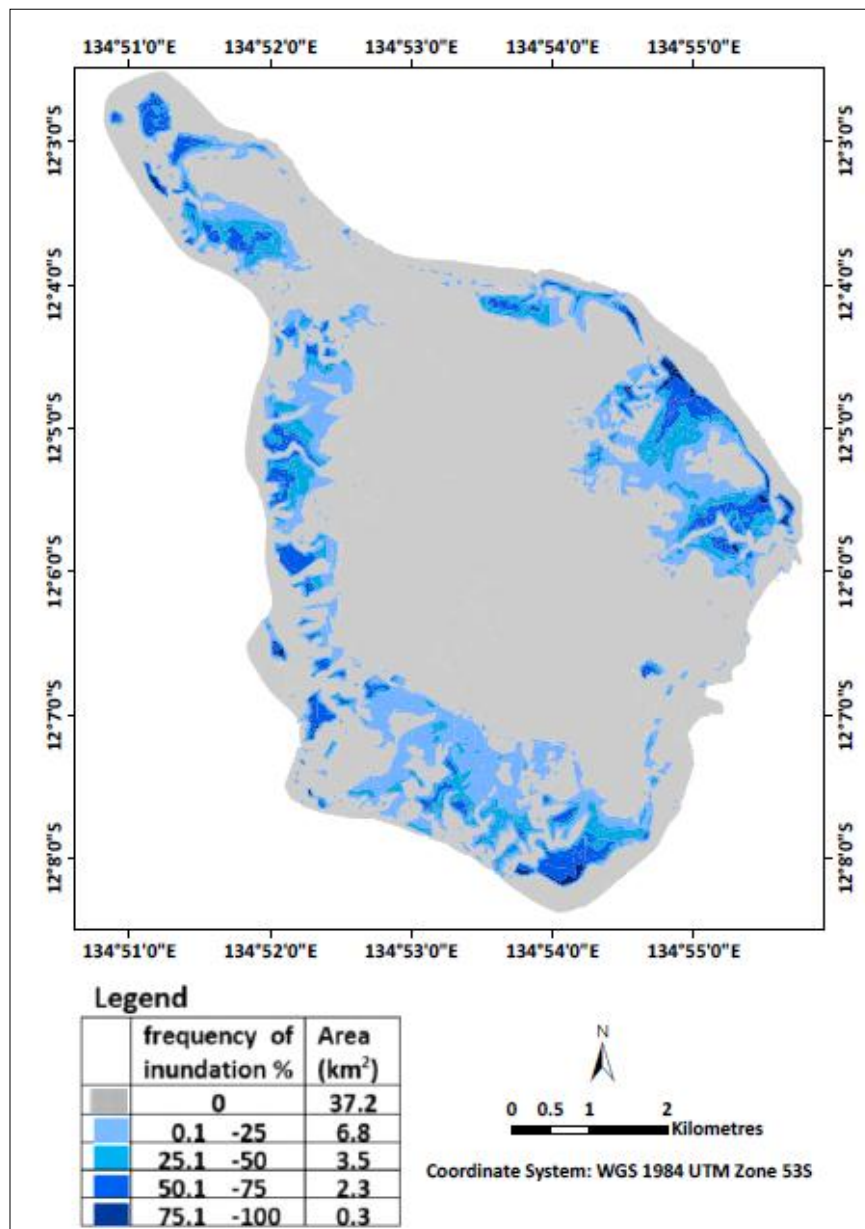 134°51'0"E 134°52'0"E 134°53'0"E 134°54'0"E 134°55'0"E
12°3'0"S 12°3'0"S
12°4'0"S 12°4'0"S
12°5'0"S 12°5'0"S
12°6'0"S 12°6'0"S
12°7'0"S 12°7'0"S
12°8'0"S 12°8'0"S
134°51'0"E 134°52'0"E 134°53'0"E 134°54'0"E 134°55'0"E
Legend
frequency of inundation % Area (km²)
0 37.2
0.1 -25 6.8
25.1 -50 3.5
50.1 -75 2.3
75.1 -100 0.3
N
0 0.5 1 2
Kilometres
Coordinate System: WGS 1984 UTM Zone 53S